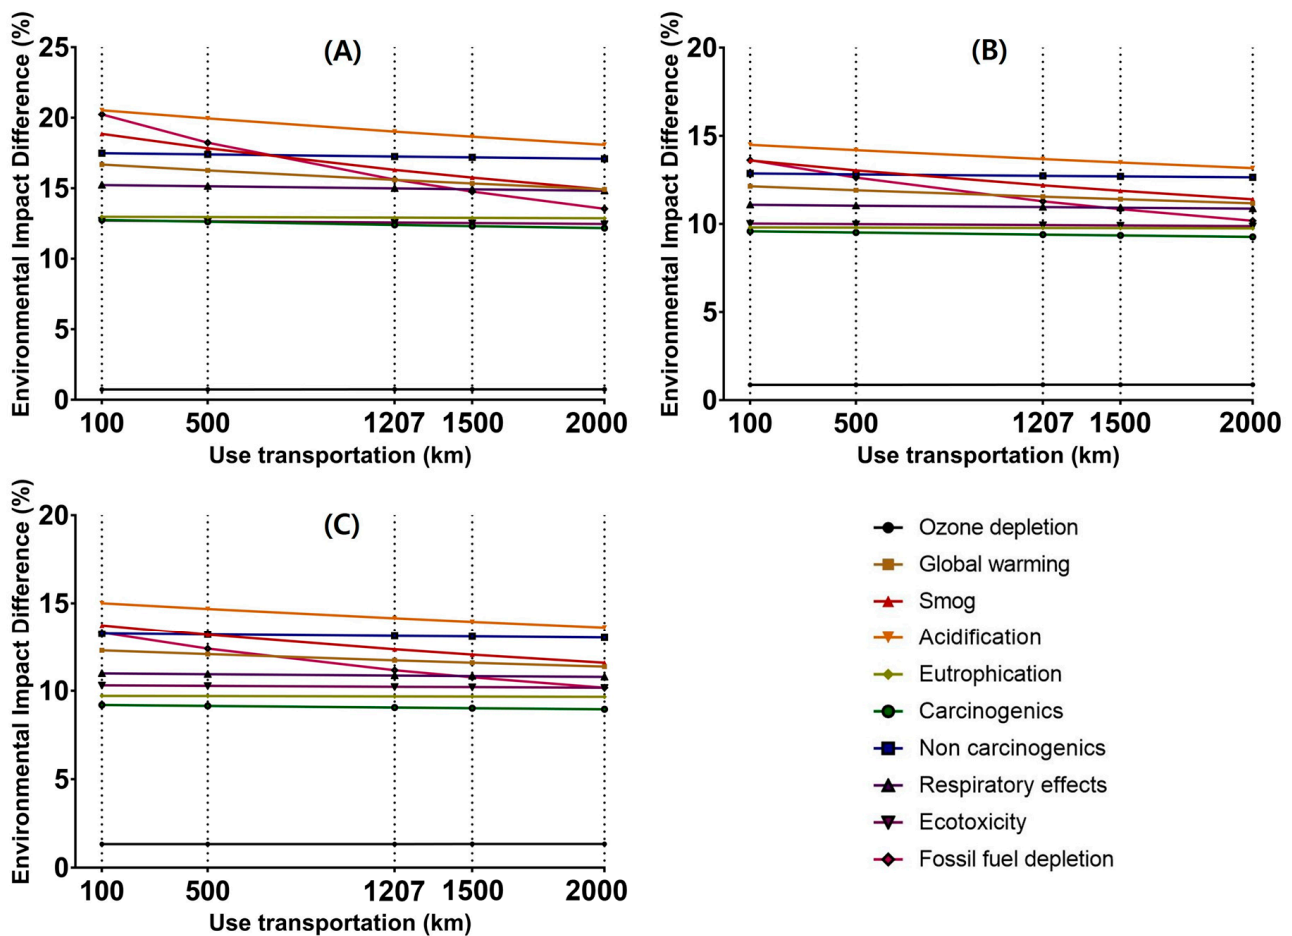 (A)
Environmental Impact Difference (%)
25
20
15
10
5
0
100 500 1207 1500 2000
Use transportation (km)
(B)
Environmental Impact Difference (%)
20
15
10
5
0
100 500 1207 1500 2000
Use transportation (km)
(C)
Environmental Impact Difference (%)
20
15
10
5
0
100 500 1207 1500 2000
Use transportation (km)
Ozone depletion
Global warming
Smog
Acidification
Eutrophication
Carcinogenics
Non carcinogenics
Respiratory effects
Ecotoxicity
Fossil fuel depletion